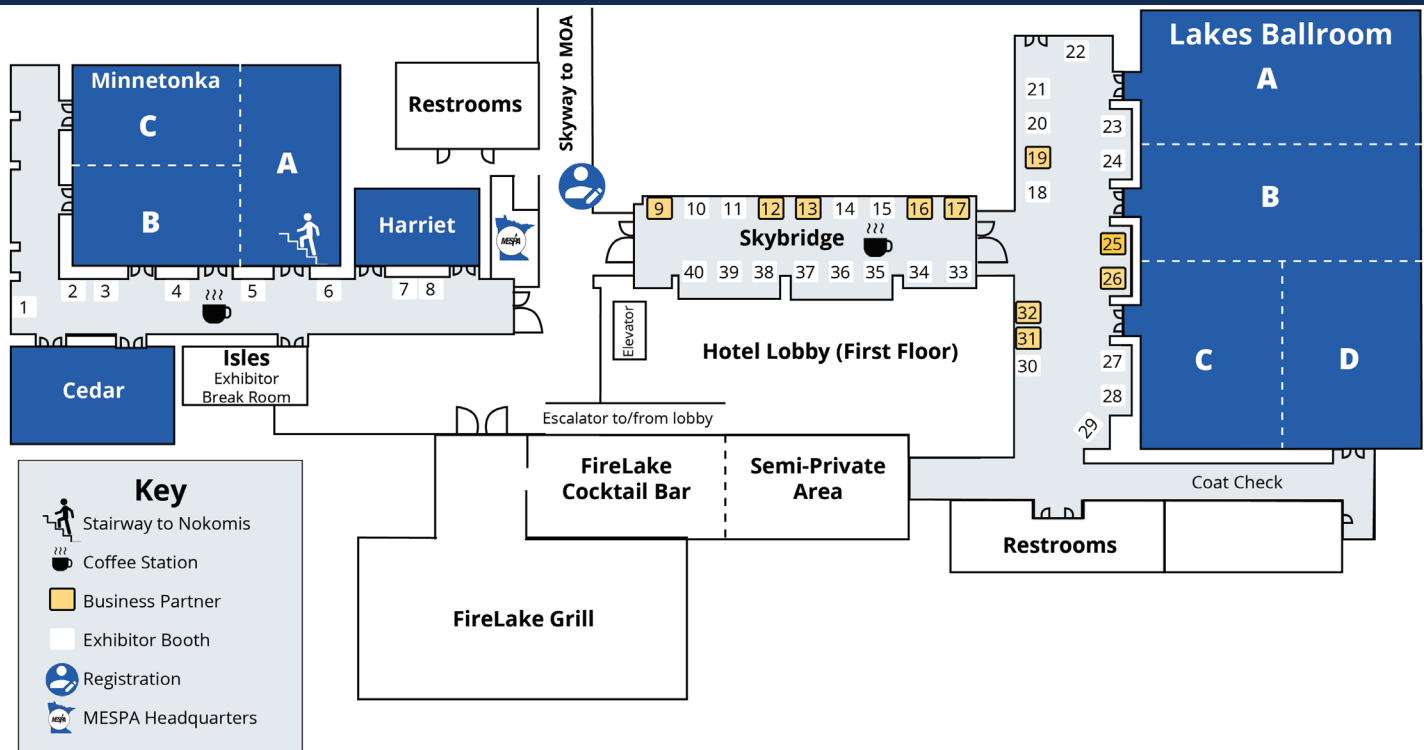 Lakes Ballroom
A
B
C
D
Minnetonka
C
A
B
Restrooms
Skyway to MOA
Harriet
MESPA
9
10
11
12
13
14
15
16
17
Skybridge
40
39
38
37
36
35
34
33
22
21
20
19
18
23
24
25
26
32
31
30
27
28
29
1
2
3
4
5
6
7
8
Cedar
Isles
Exhibitor
Break Room
Elevator
Hotel Lobby (First Floor)
Escalator to/from lobby
FireLake
Cocktail Bar
Semi-Private
Area
Coat Check
Restrooms
FireLake Grill
Key
Stairway to Nokomis
Coffee Station
Business Partner
Exhibitor Booth
Registration
MESPA
MESPA Headquarters